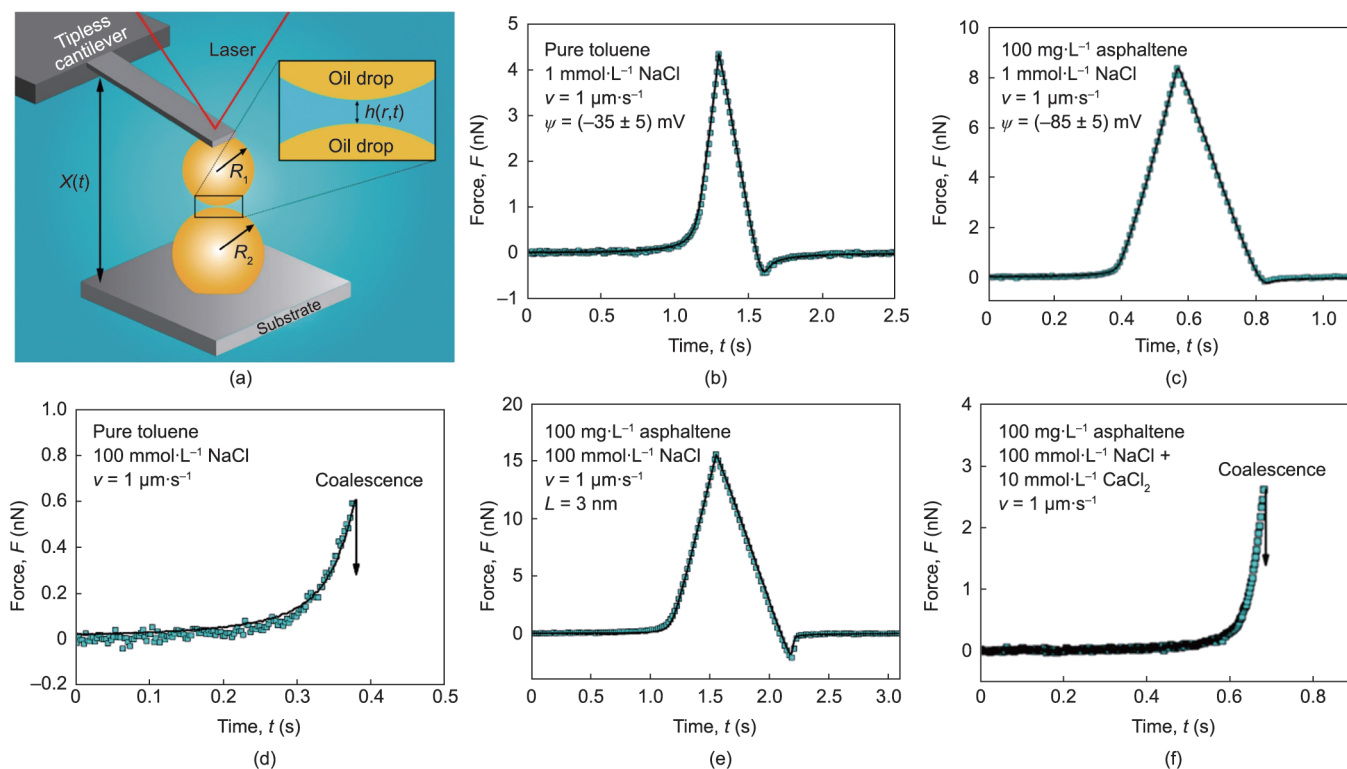 Tipless
cantilever
Laser
Oil drop
h(r,t)
Oil drop
X(t)
R₁
R₂
Substrate
(a)
5
4
3
2
1
0
–1
Force, F (nN)
Pure toluene
1 mmol·L⁻¹ NaCl
v = 1 μm·s⁻¹
ψ = (–35 ± 5) mV
0
0.5
1.0
1.5
2.0
2.5
Time, t (s)
(b)
10
8
6
4
2
0
Force, F (nN)
100 mg·L⁻¹ asphaltene
1 mmol·L⁻¹ NaCl
v = 1 μm·s⁻¹
ψ = (–85 ± 5) mV
0
0.2
0.4
0.6
0.8
1.0
Time, t (s)
(c)
1.0
0.8
0.6
0.4
0.2
0
–0.2
Force, F (nN)
Pure toluene
100 mmol·L⁻¹ NaCl
v = 1 μm·s⁻¹
Coalescence
0
0.1
0.2
0.3
0.4
0.5
Time, t (s)
(d)
20
15
10
5
0
Force, F (nN)
100 mg·L⁻¹ asphaltene
100 mmol·L⁻¹ NaCl
v = 1 μm·s⁻¹
L = 3 nm
0
0.5
1.0
1.5
2.0
2.5
3.0
Time, t (s)
(e)
4
3
2
1
0
Force, F (nN)
100 mg·L⁻¹ asphaltene
100 mmol·L⁻¹ NaCl +
10 mmol·L⁻¹ CaCl₂
v = 1 μm·s⁻¹
Coalescence
0
0.2
0.4
0.6
0.8
Time, t (s)
(f)